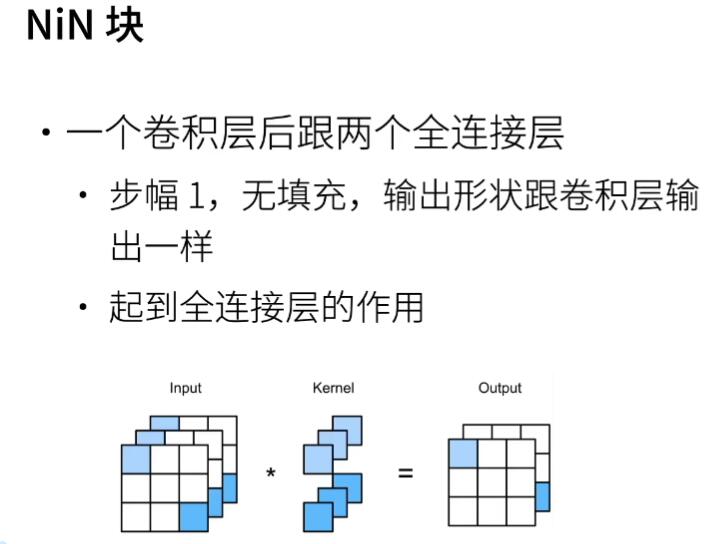 NiN 块
• 一个卷积层后跟两个全连接层
• 步幅 1，无填充，输出形状跟卷积层输
出一样
• 起到全连接层的作用
Input Kernel Output
* =